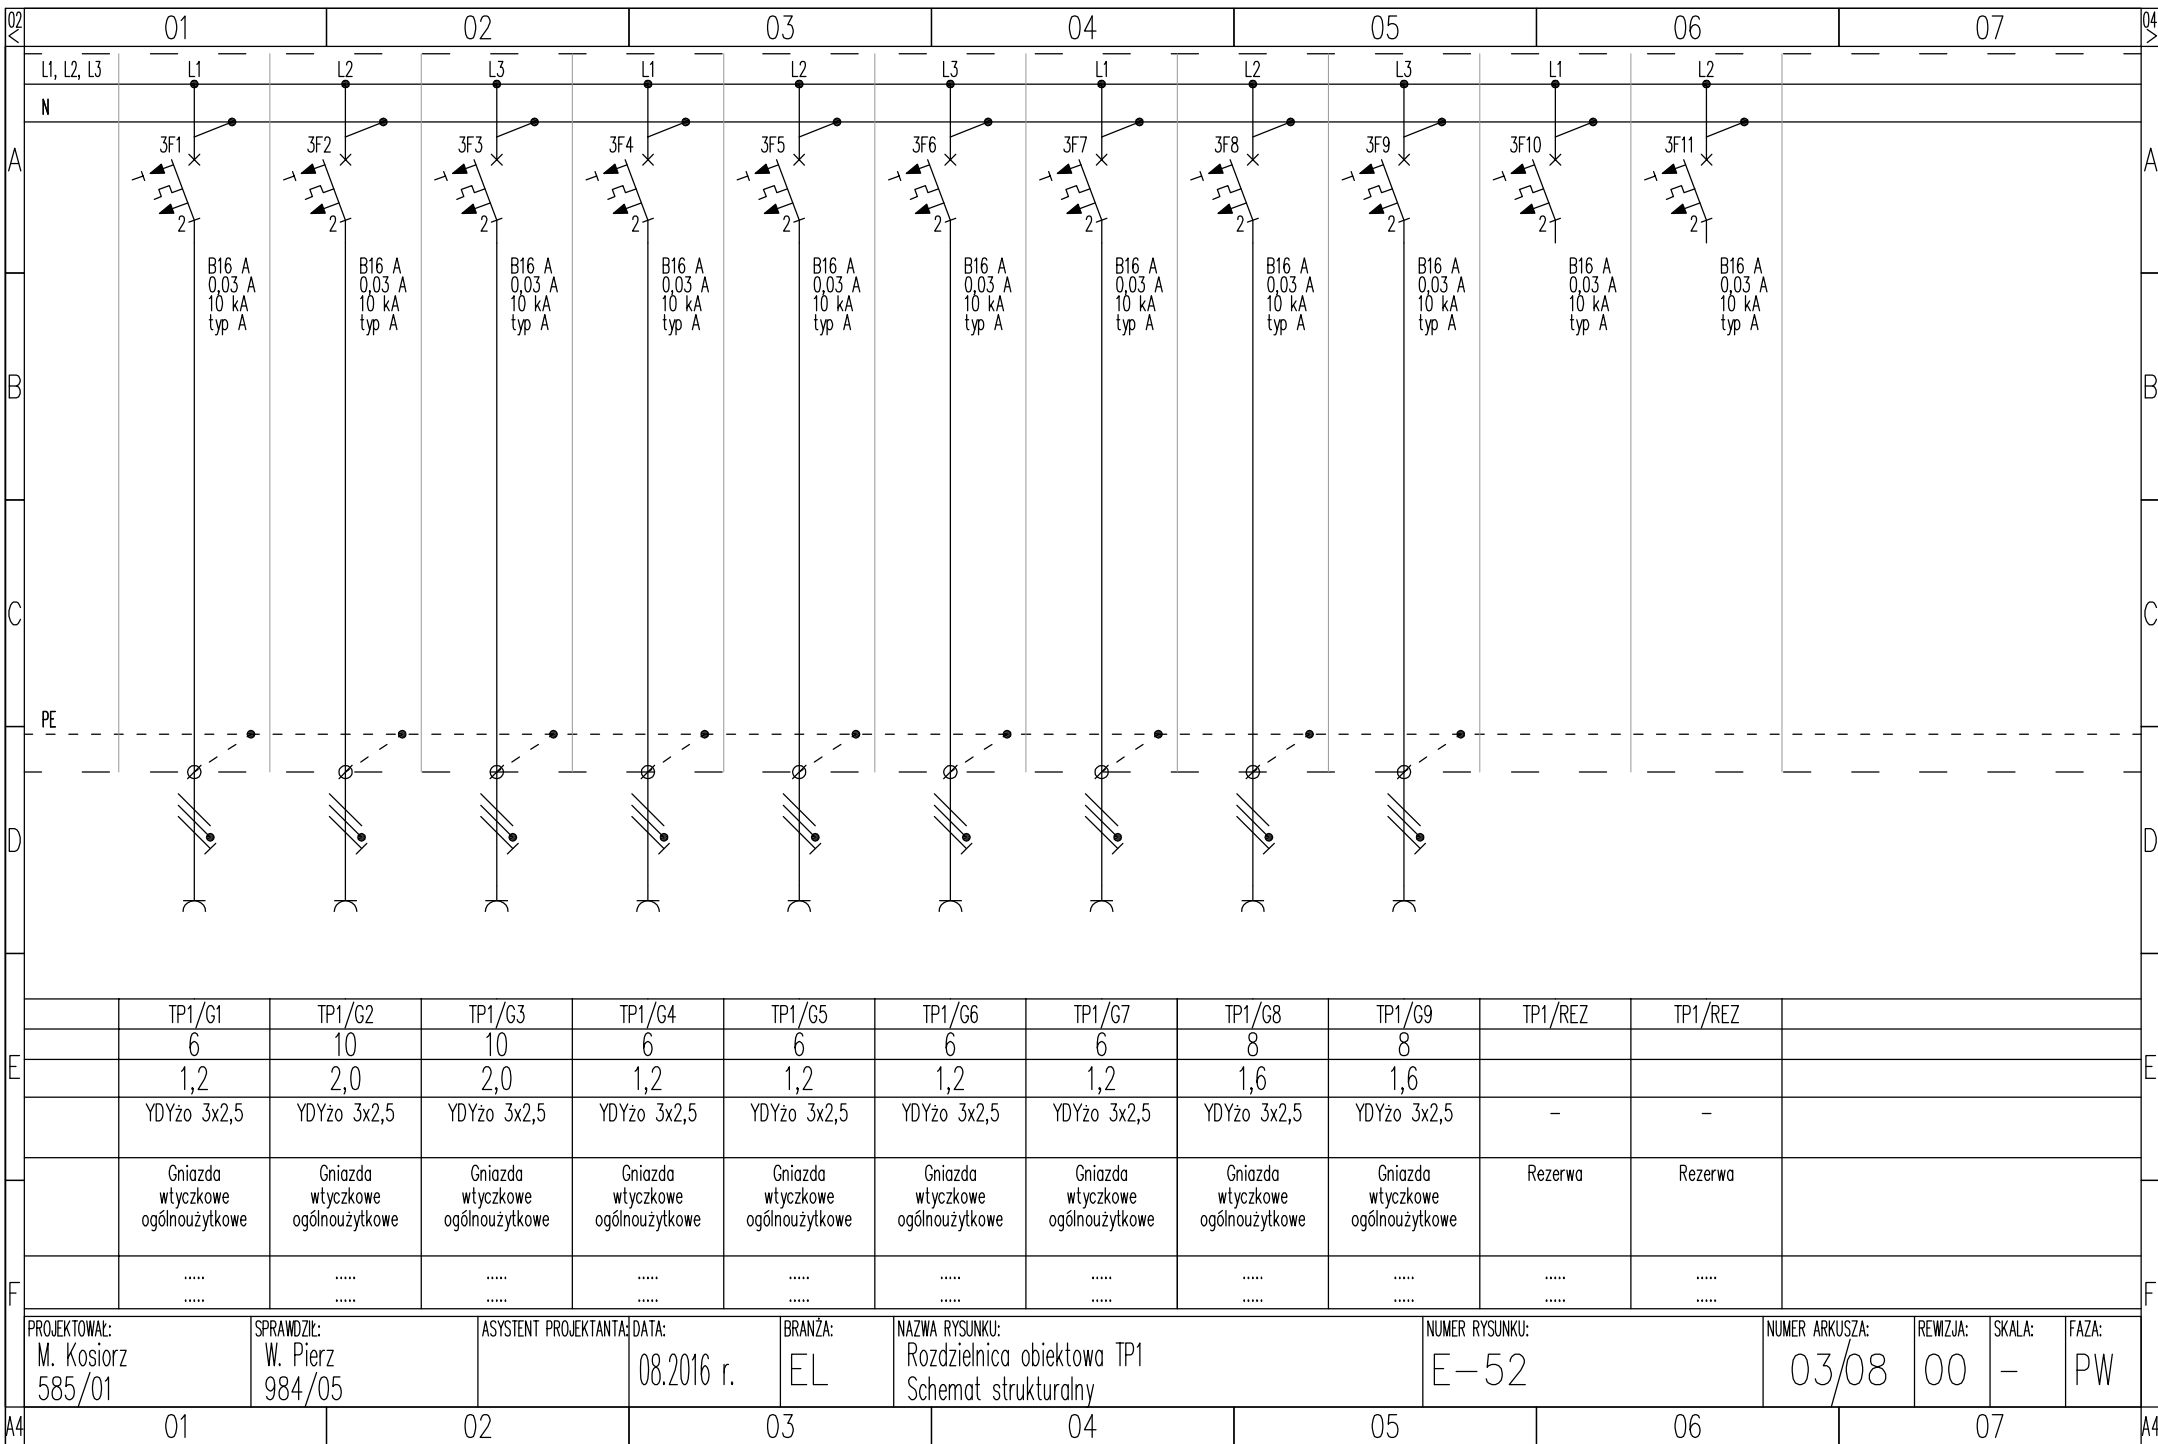 02
<
01 02 03 04 05 06 07
04
>
L1, L2, L3 L1 L2 L3 L1 L2 L3 L1 L2 L3 L1 L2
N
A 3F1 3F2 3F3 3F4 3F5 3F6 3F7 3F8 3F9 3F10 3F11 A
2 2 2 2 2 2 2 2 2 2 2
B16 A B16 A B16 A B16 A B16 A B16 A B16 A B16 A B16 A B16 A B16 A
0,03 A 0,03 A 0,03 A 0,03 A 0,03 A 0,03 A 0,03 A 0,03 A 0,03 A 0,03 A 0,03 A
10 kA 10 kA 10 kA 10 kA 10 kA 10 kA 10 kA 10 kA 10 kA 10 kA 10 kA
typ A typ A typ A typ A typ A typ A typ A typ A typ A typ A typ A
B B
C C
PE
D D
TP1/G1 TP1/G2 TP1/G3 TP1/G4 TP1/G5 TP1/G6 TP1/G7 TP1/G8 TP1/G9 TP1/REZ TP1/REZ
6 10 10 6 6 6 6 8 8
E E
1,2 2,0 2,0 1,2 1,2 1,2 1,2 1,6 1,6
YDYżo 3x2,5 YDYżo 3x2,5 YDYżo 3x2,5 YDYżo 3x2,5 YDYżo 3x2,5 YDYżo 3x2,5 YDYżo 3x2,5 YDYżo 3x2,5 YDYżo 3x2,5 - -
Gniazda Gniazda Gniazda Gniazda Gniazda Gniazda Gniazda Gniazda Gniazda Rezerwa Rezerwa
wtyczkowe wtyczkowe wtyczkowe wtyczkowe wtyczkowe wtyczkowe wtyczkowe wtyczkowe wtyczkowe
ogólnoużytkowe ogólnoużytkowe ogólnoużytkowe ogólnoużytkowe ogólnoużytkowe ogólnoużytkowe ogólnoużytkowe ogólnoużytkowe ogólnoużytkowe
..... ..... ..... ..... ..... ..... ..... ..... ..... ..... .....
F ..... ..... ..... ..... ..... ..... ..... ..... ..... ..... ..... F
PROJEKTOWAŁ:
M. Kosiorz
585/01
SPRAWDZIŁ:
W. Pierz
984/05
ASYSTENT PROJEKTANTA:
DATA:
08.2016 r.
BRANŻA:
EL
NAZWA RYSUNKU:
Rozdzielnica obiektowa TP1
Schemat strukturalny
NUMER RYSUNKU:
E-52
NUMER ARKUSZA:
03/08
REWIZJA:
00
SKALA:
-
FAZA:
PW
A4 01 02 03 04 05 06 07 A4